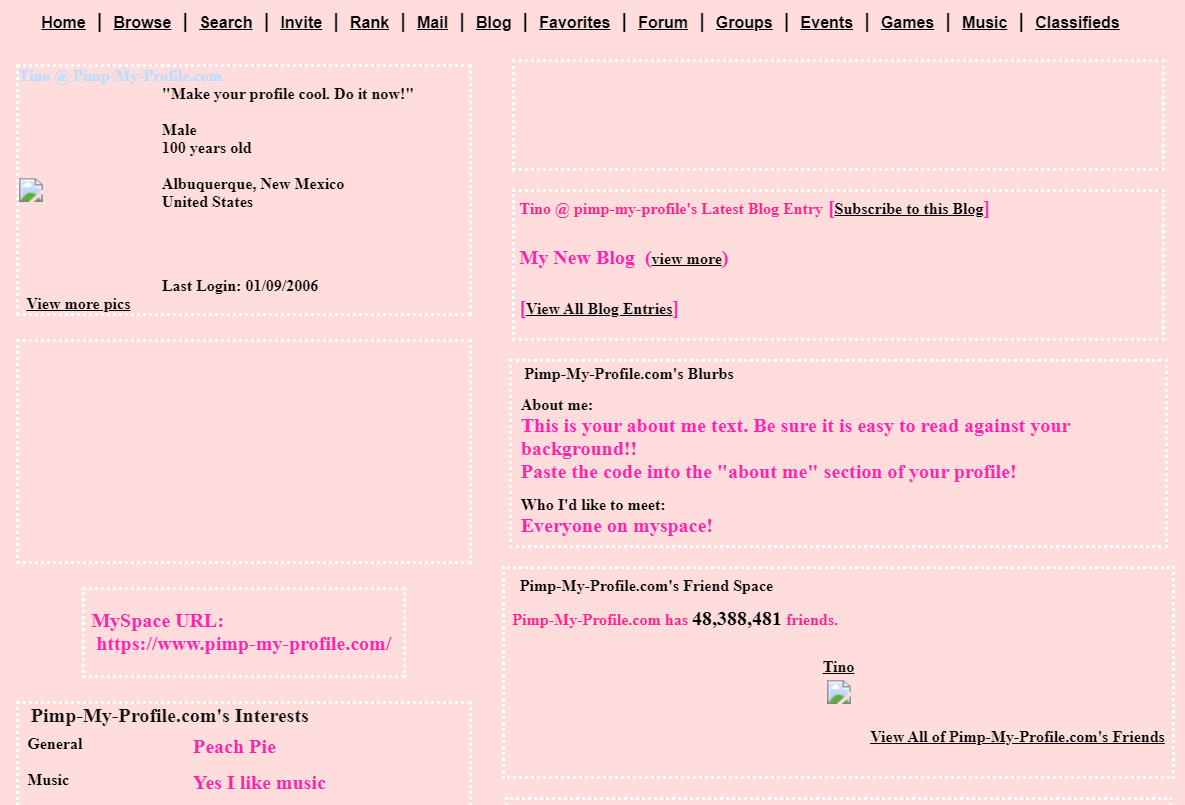 Home | Browse | Search | Invite | Rank | Mail | Blog | Favorites | Forum | Groups | Events | Games | Music | Classifieds
Tino @ Pimp-My-Profile.com
"Make your profile cool. Do it now!"
Male
100 years old
Albuquerque, New Mexico
United States
Last Login: 01/09/2006
View more pics
MySpace URL:
https://www.pimp-my-profile.com/
Pimp-My-Profile.com's Interests
General Peach Pie
Music Yes I like music
Tino @ pimp-my-profile's Latest Blog Entry [Subscribe to this Blog]
My New Blog (view more)
[View All Blog Entries]
Pimp-My-Profile.com's Blurbs
About me:
This is your about me text. Be sure it is easy to read against your
background!!
Paste the code into the "about me" section of your profile!
Who I'd like to meet:
Everyone on myspace!
Pimp-My-Profile.com's Friend Space
Pimp-My-Profile.com has 48,388,481 friends.
Tino
View All of Pimp-My-Profile.com's Friends